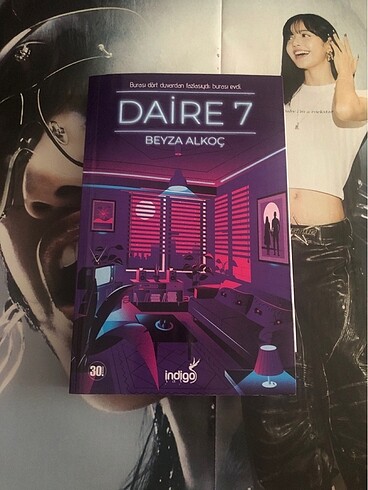 Burası dört duvardan fazlasıydı, burası evdi.
DAİRE 7
BEYZA ALKOÇ
30.
indigo